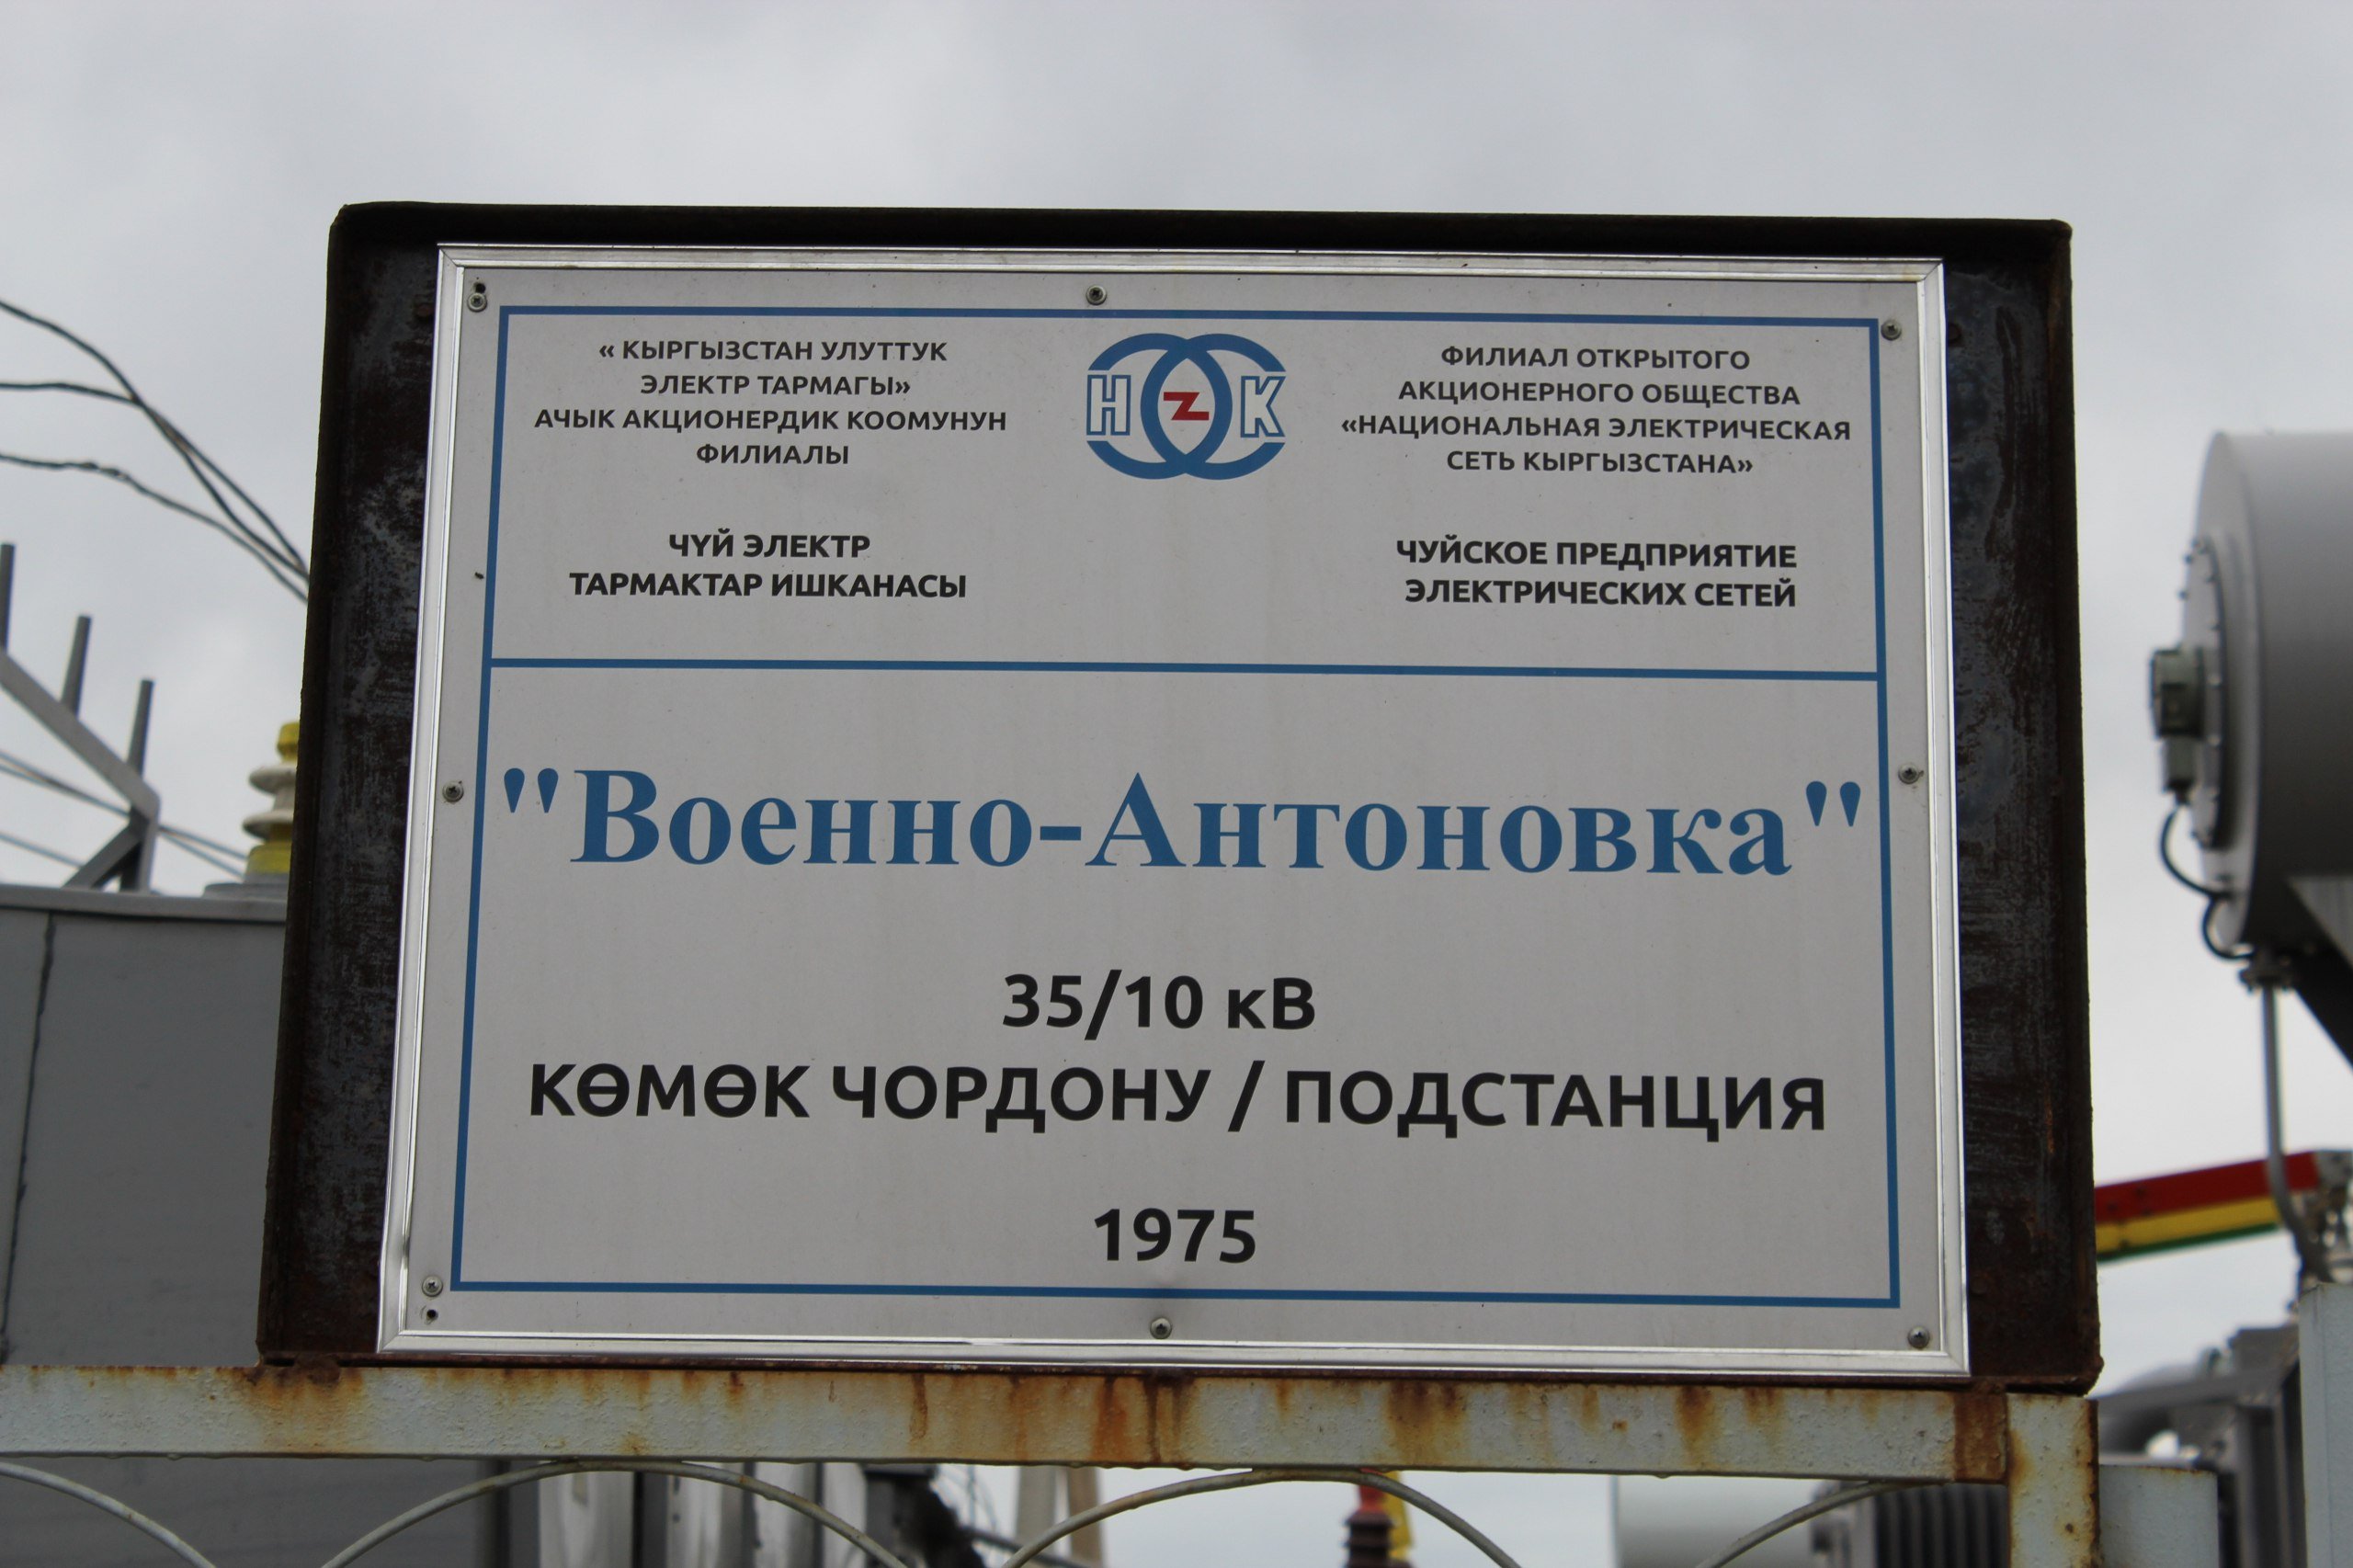 « КЫРГЫЗСТАН УЛУТТУК
ЭЛЕКТР ТАРМАГЫ»
АЧЫК АКЦИОНЕРДИК КООМУНУН
ФИЛИАЛЫ
ЧҮЙ ЭЛЕКТР
ТАРМАКТАР ИШКАНАСЫ
Н Z К
ФИЛИАЛ ОТКРЫТОГО
АКЦИОНЕРНОГО ОБЩЕСТВА
«НАЦИОНАЛЬНАЯ ЭЛЕКТРИЧЕСКАЯ
СЕТЬ КЫРГЫЗСТАНА»
ЧУЙСКОЕ ПРЕДПРИЯТИЕ
ЭЛЕКТРИЧЕСКИХ СЕТЕЙ
"Военно-Антоновка"
35/10 кВ
КӨМӨК ЧОРДОНУ / ПОДСТАНЦИЯ
1975